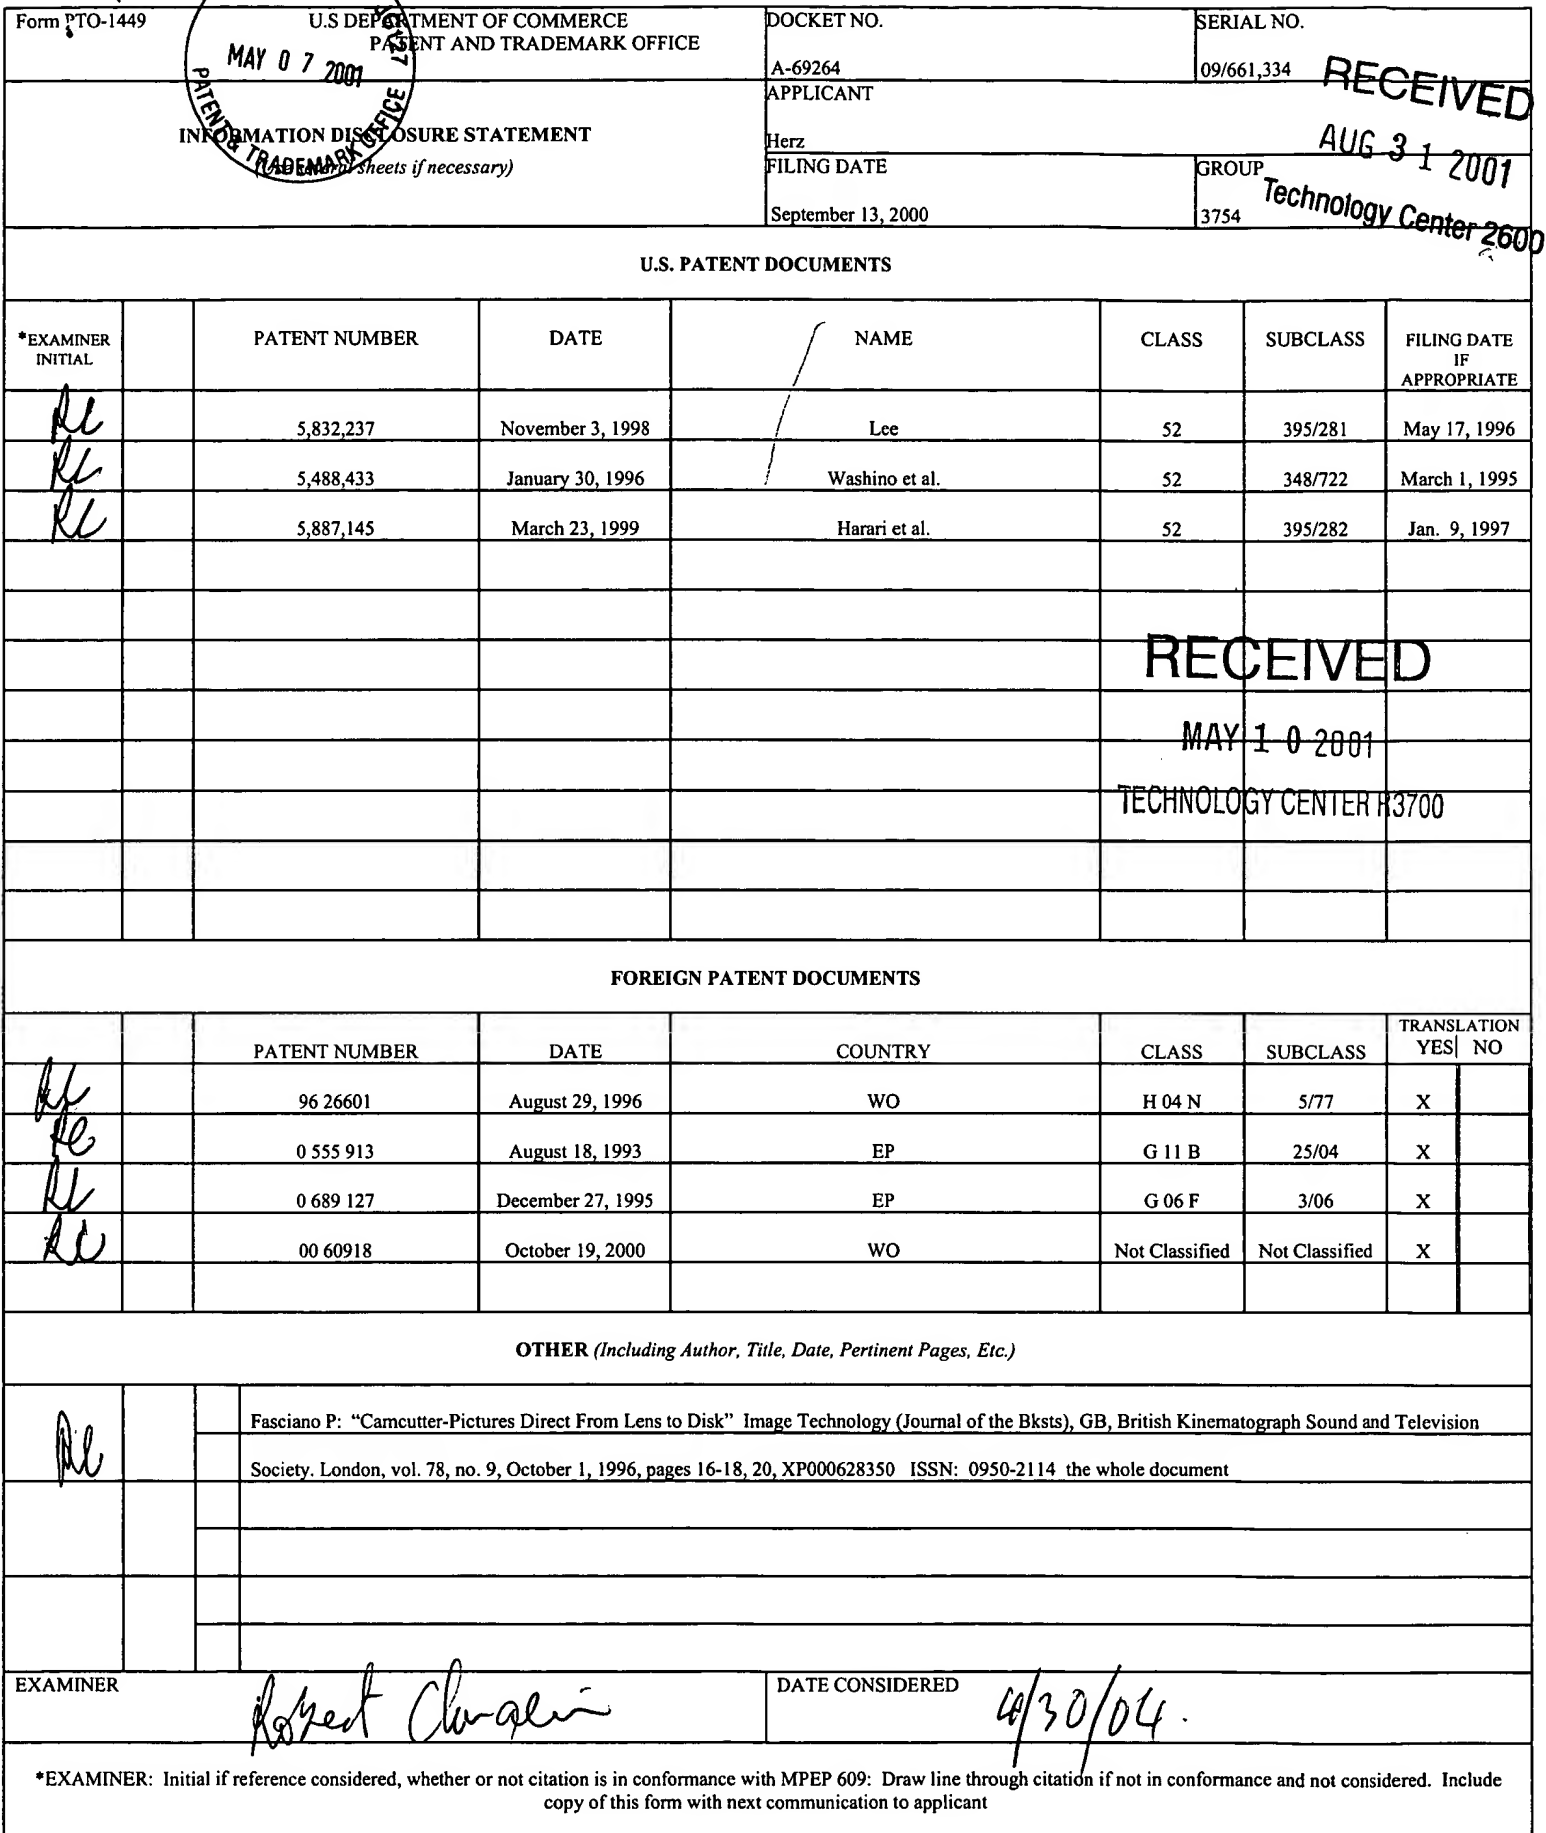 Form PTO-1449
U.S DEPARTMENT OF COMMERCE
PATENT AND TRADEMARK OFFICE
MAY 0 7 2001
PATENT & TRADEMARK OFFICE
DOCKET NO.
A-69264
SERIAL NO.
09/661,334
RECEIVED
AUG 3 1 2001
Technology Center 2600
INFORMATION DISCLOSURE STATEMENT
sheets if necessary)
APPLICANT
Herz
FILING DATE
September 13, 2000
GROUP
3754
U.S. PATENT DOCUMENTS
*EXAMINER INITIAL PATENT NUMBER DATE NAME CLASS SUBCLASS FILING DATE IF APPROPRIATE
RC 5,832,237 November 3, 1998 Lee 52 395/281 May 17, 1996
RC 5,488,433 January 30, 1996 Washino et al. 52 348/722 March 1, 1995
RC 5,887,145 March 23, 1999 Harari et al. 52 395/282 Jan. 9, 1997
RECEIVED
MAY 1 0 2001
TECHNOLOGY CENTER R3700
FOREIGN PATENT DOCUMENTS
PATENT NUMBER DATE COUNTRY CLASS SUBCLASS TRANSLATION YES NO
RC 96 26601 August 29, 1996 WO H 04 N 5/77 X
RC 0 555 913 August 18, 1993 EP G 11 B 25/04 X
RC 0 689 127 December 27, 1995 EP G 06 F 3/06 X
RC 00 60918 October 19, 2000 WO Not Classified Not Classified X
OTHER (Including Author, Title, Date, Pertinent Pages, Etc.)
RC Fasciano P: “Camcutter-Pictures Direct From Lens to Disk” Image Technology (Journal of the Bksts), GB, British Kinematograph Sound and Television
Society. London, vol. 78, no. 9, October 1, 1996, pages 16-18, 20, XP000628350 ISSN: 0950-2114 the whole document
EXAMINER
Robert
DATE CONSIDERED
4/30/04.
*EXAMINER: Initial if reference considered, whether or not citation is in conformance with MPEP 609: Draw line through citation if not in conformance and not considered. Include
copy of this form with next communication to applicant